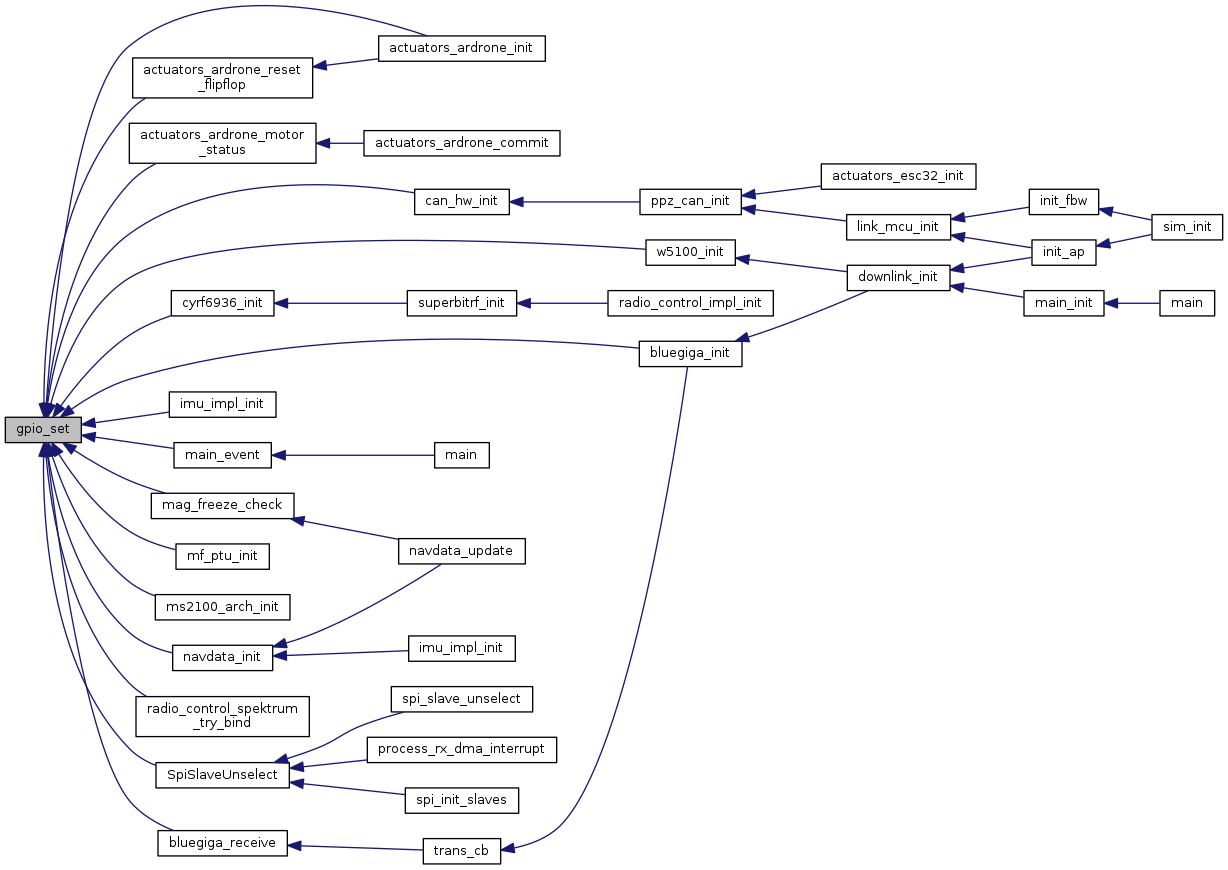 actuators_ardrone_init
actuators_ardrone_reset
_flipflop
actuators_ardrone_motor
_status
actuators_ardrone_commit
actuators_esc32_init
can_hw_init
ppz_can_init
init_fbw
link_mcu_init
sim_init
w5100_init
init_ap
downlink_init
cyrf6936_init
superbitrf_init
radio_control_impl_init
main_init
main
bluegiga_init
imu_impl_init
gpio_set
main_event
main
mag_freeze_check
mf_ptu_init
navdata_update
ms2100_arch_init
navdata_init
imu_impl_init
radio_control_spektrum
_try_bind
spi_slave_unselect
process_rx_dma_interrupt
SpiSlaveUnselect
spi_init_slaves
bluegiga_receive
trans_cb